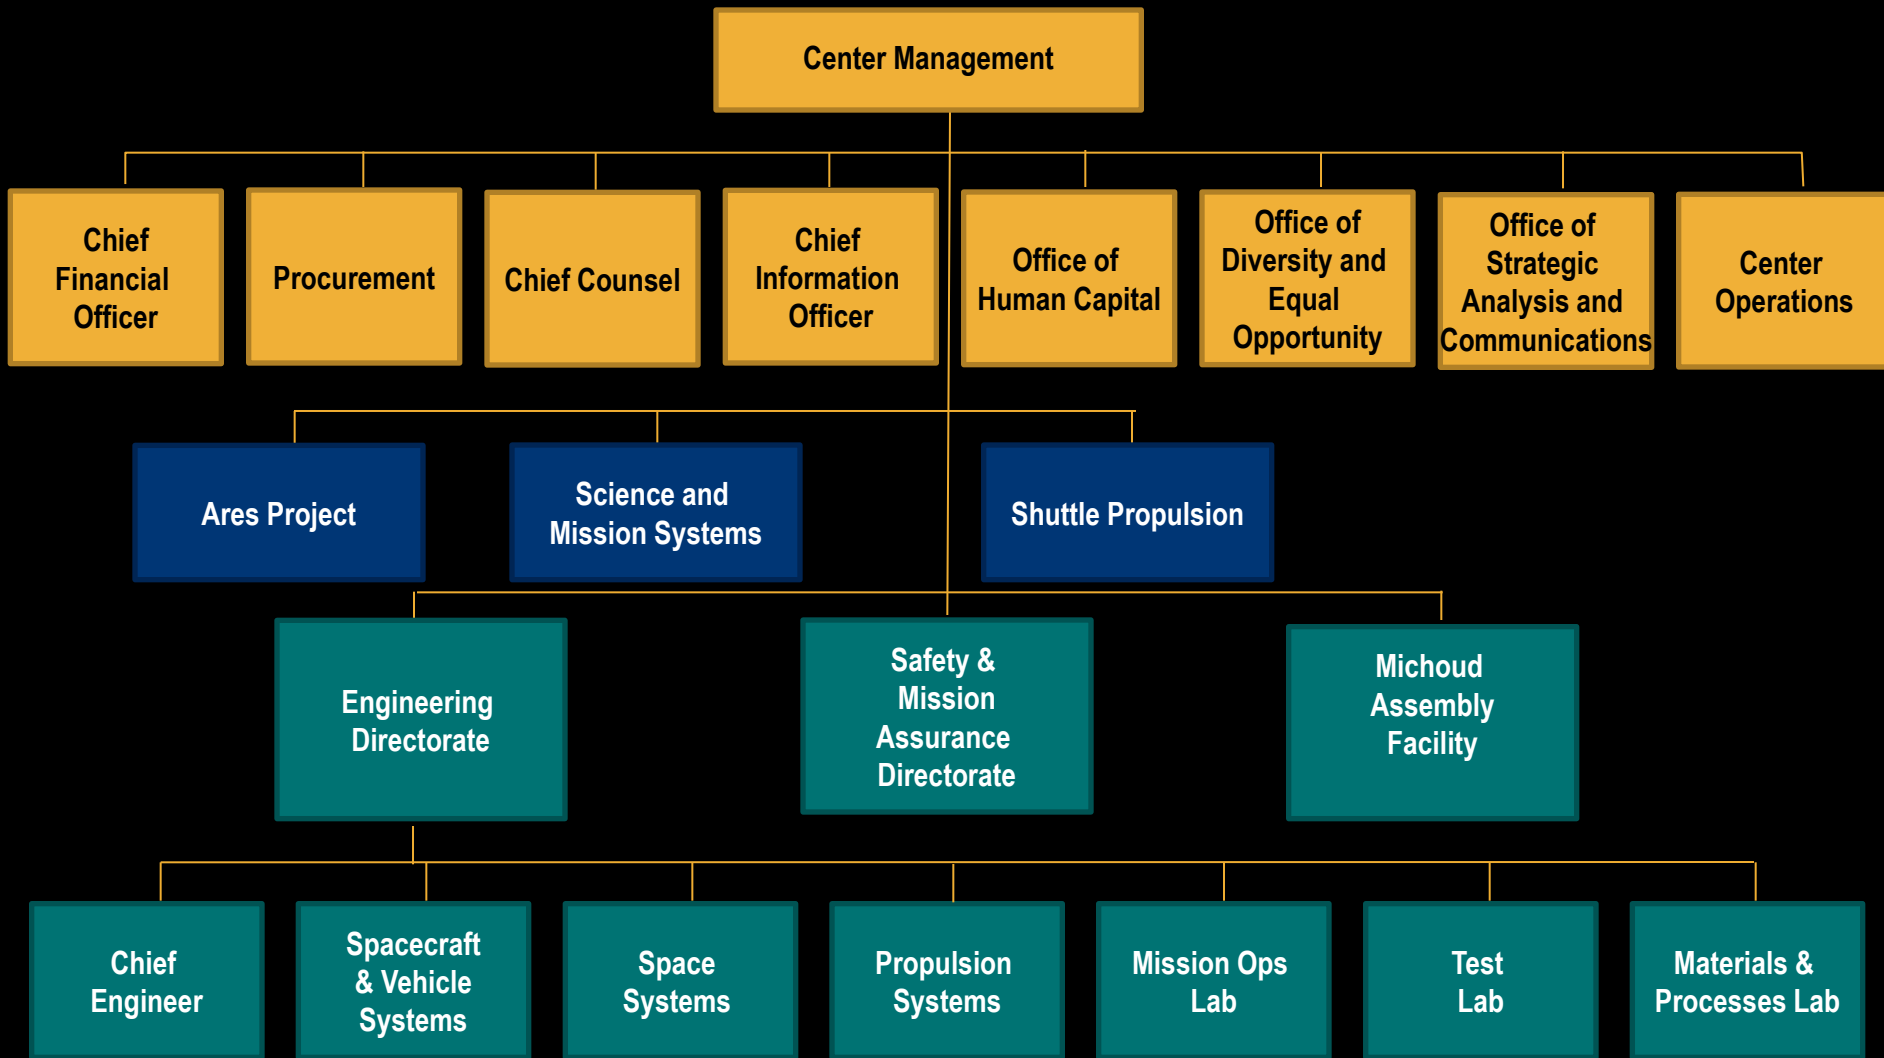 Center Management
Chief
Financial
Officer
Procurement
Chief Counsel
Chief
Information
Officer
Office of
Human Capital
Office of
Diversity and
Equal
Opportunity
Office of
Strategic
Analysis and
Communications
Center
Operations
Ares Project
Science and
Mission Systems
Shuttle Propulsion
Engineering
Directorate
Safety &
Mission
Assurance
Directorate
Michoud
Assembly
Facility
Chief
Engineer
Spacecraft
& Vehicle
Systems
Space
Systems
Propulsion
Systems
Mission Ops
Lab
Test
Lab
Materials &
Processes Lab